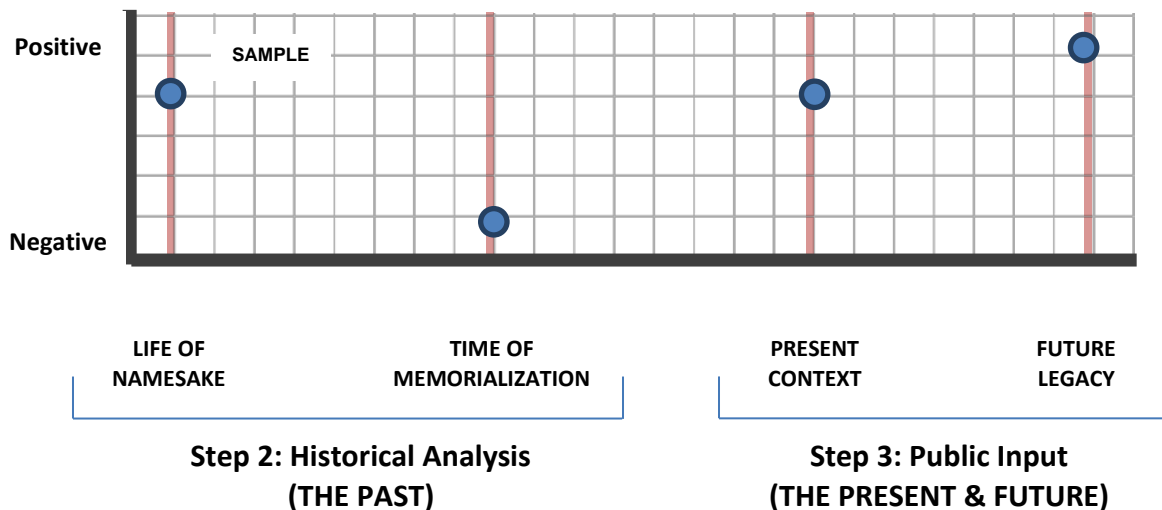 Positive
SAMPLE
Negative
LIFE OF
NAMESAKE
TIME OF
MEMORIALIZATION
PRESENT
CONTEXT
FUTURE
LEGACY
Step 2: Historical Analysis
(THE PAST)
Step 3: Public Input
(THE PRESENT & FUTURE)